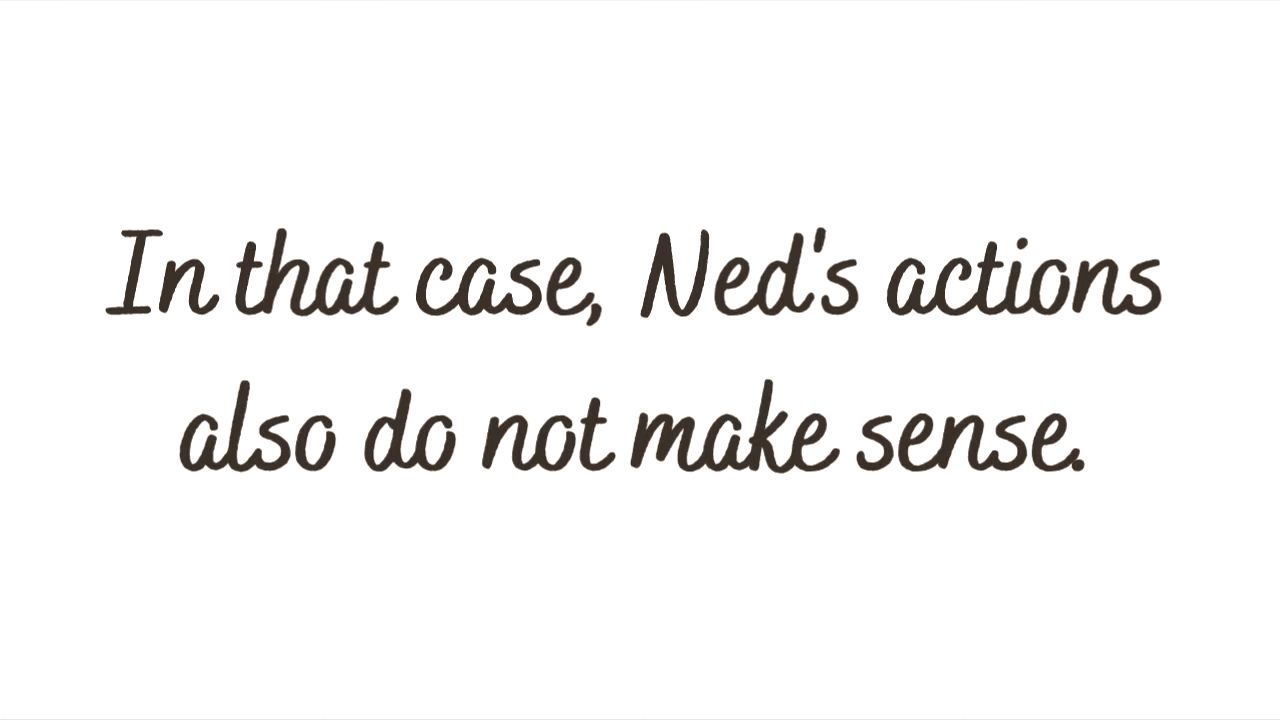 In that case, Ned's actions
also do not make sense.